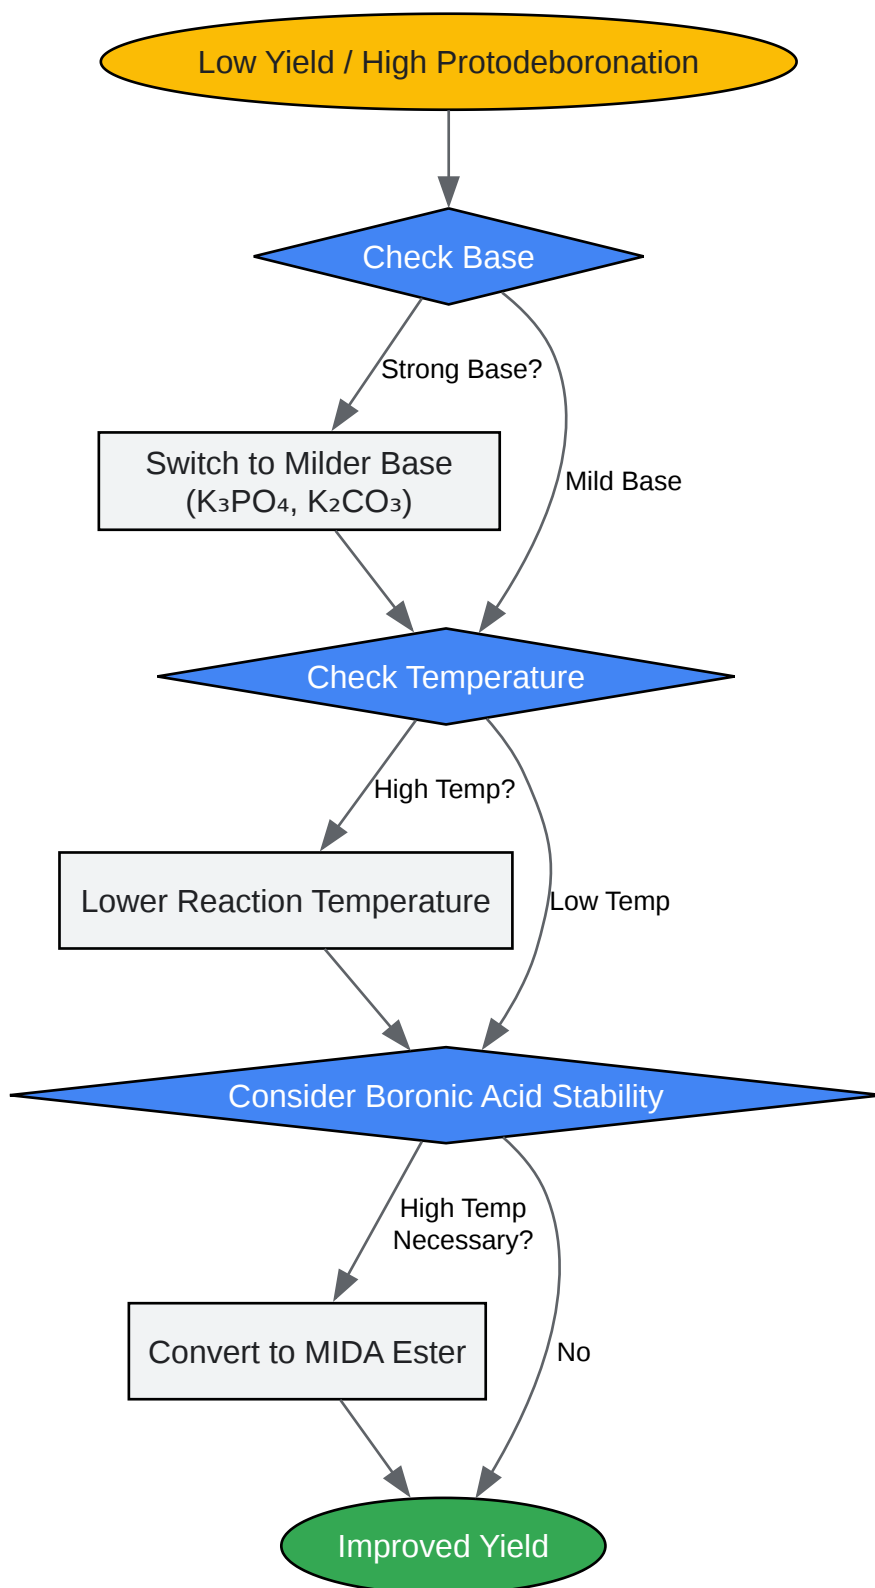 Low Yield / High Protodeboronation
Check Base
Strong Base?
Switch to Milder Base
(K₃PO₄, K₂CO₃)
Mild Base
Check Temperature
High Temp?
Lower Reaction Temperature
Low Temp
Consider Boronic Acid Stability
High Temp
Necessary?
Convert to MIDA Ester
No
Improved Yield